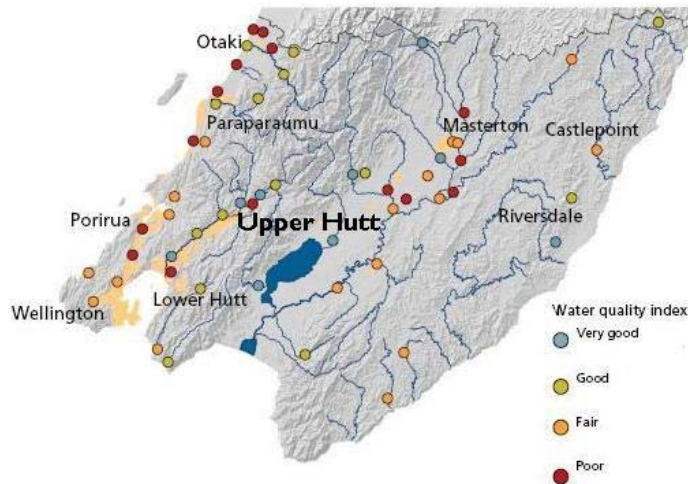 Otaki
Paraparaumu
Masterton
Castlepoint
Porirua
Upper Hutt
Riversdale
Lower Hutt
Wellington
Water quality index
Very good
Good
Fair
Poor